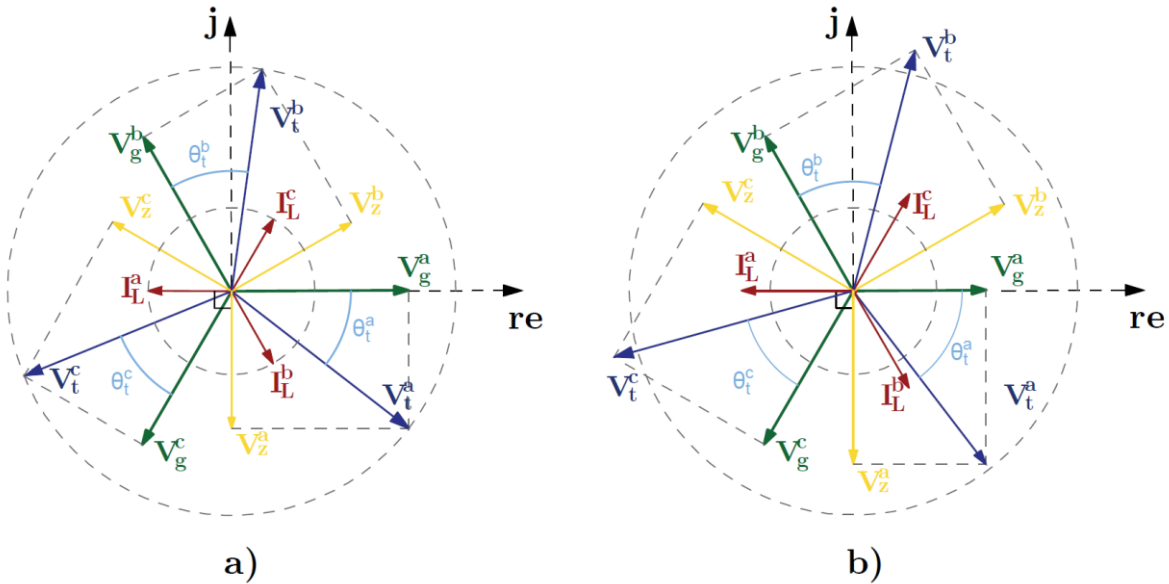 j
V_t^b
V_g^b
θ_t^b
V_z^c
I_L^c
V_z^b
I_L^a
V_g^a
re
θ_t^a
V_t^c
θ_t^c
I_L^b
V_t^a
V_g^c
V_z^a
a)
j
V_t^b
V_g^b
θ_t^b
V_z^c
I_L^c
V_z^b
I_L^a
V_g^a
re
θ_t^a
V_t^c
θ_t^c
I_L^b
V_t^a
V_g^c
V_z^a
b)